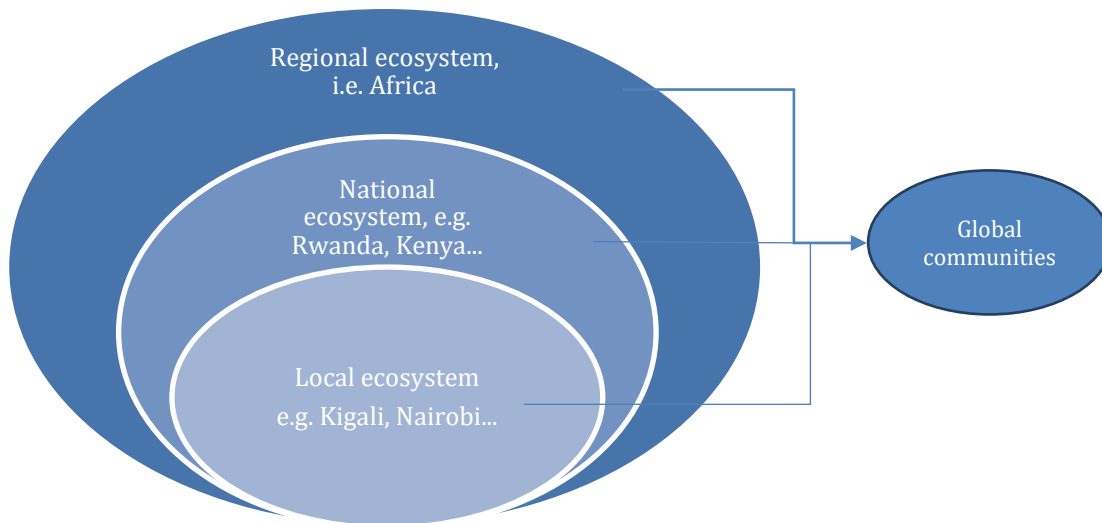 Regional ecosystem,
i.e. Africa
National
ecosystem, e.g.
Rwanda, Kenya...
Local ecosystem
e.g. Kigali, Nairobi...
Global
communities